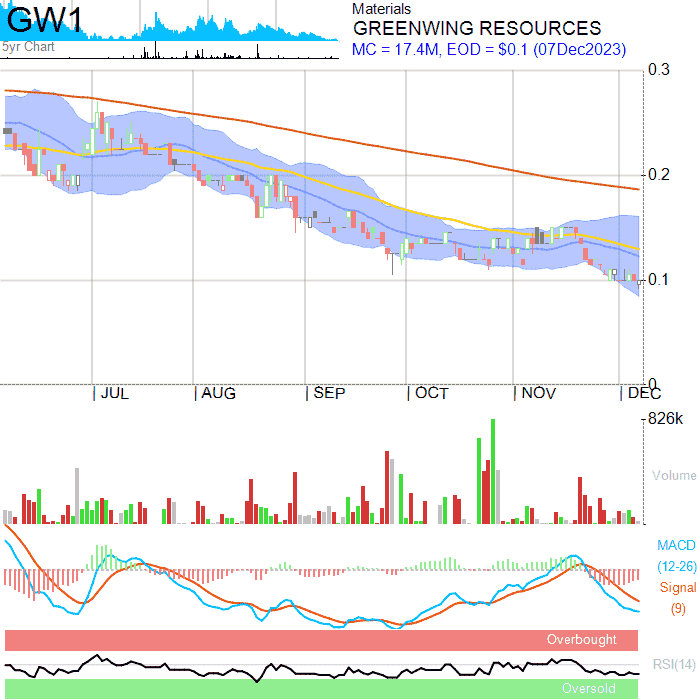 GW1
5yr Chart
Materials
GREENWING RESOURCES
MC = 17.4M, EOD = $0.1 (07Dec2023)
0.3
0.2
0.1
0
JUL AUG SEP OCT NOV DEC
826k
Volume
MACD
(12-26)
Signal
(9)
Overbought
RSI(14)
Oversold